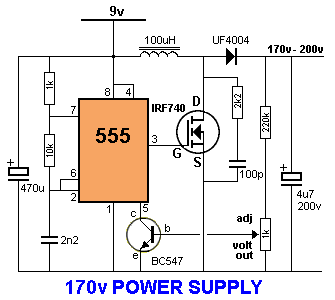 9v
100uH
UF4004
170v - 200v
1k
8
4
IRF740
7
D
2k2
555
3
G
S
220k
10k
6
2
100p
470u
1
5
4u7
200v
c
adj
b
2n2
volt
out
1k
e
BC547
170v POWER SUPPLY